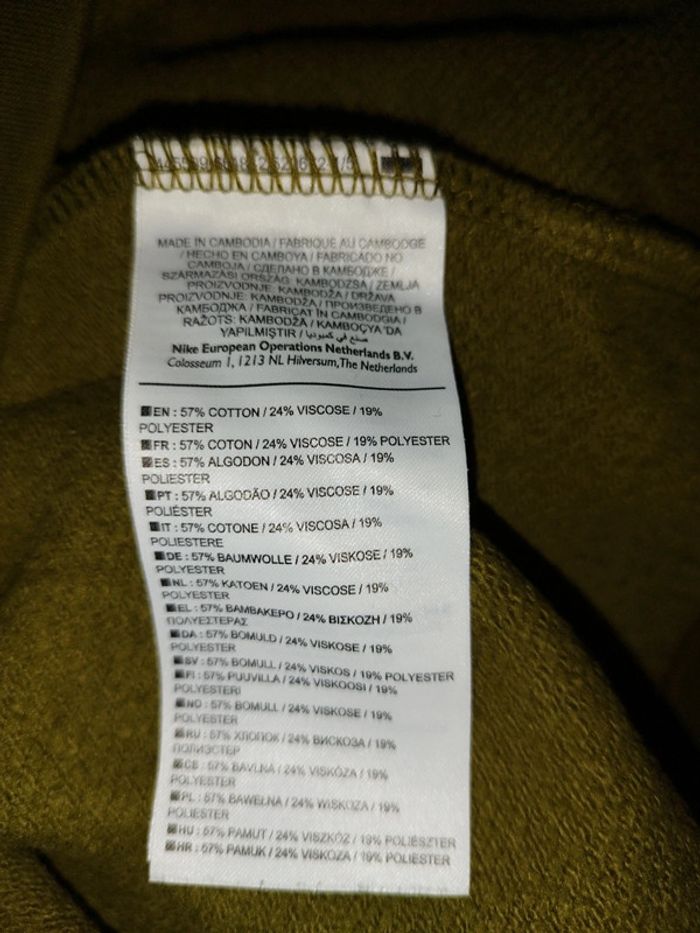 MADE IN CAMBODIA / FABRIQUÉ AU CAMBODGE
/ HECHO EN CAMBOYA / FABRICADO NO
CAMBOJA / СДЕЛАНО В КАМБОДЖЕ /
SZÁRMAZÁSI ORSZÁG: KAMBODZSA / ZEMLJA
PROIZVODNJE: KAMBODŽA / DRŽAVA
PROIZVODNJE: KAMBODŽA / ПРОИЗВЕДЕНО В
КАМБОДЖА / FABRICAT ÎN CAMBODGIA /
RAŽOTS: KAMBODŽA / KAMBOÇYA'DA
YAPILMIŞTIR / صنع في كمبوديا
Nike European Operations Netherlands B.V.
Colosseum 1, 1213 NL Hilversum, The Netherlands
EN : 57% COTTON / 24% VISCOSE / 19%
POLYESTER
FR : 57% COTON / 24% VISCOSE / 19% POLYESTER
ES : 57% ALGODON / 24% VISCOSA / 19%
POLIESTER
PT : 57% ALGODÃO / 24% VISCOSE / 19%
POLIÉSTER
IT : 57% COTONE / 24% VISCOSA / 19%
POLIESTERE
DE : 57% BAUMWOLLE / 24% VISKOSE / 19%
POLYESTER
NL : 57% KATOEN / 24% VISCOSE / 19%
POLYESTER
EL : 57% ΒΑΜΒΑΚΕΡΟ / 24% ΒΙΣΚΟΖΗ / 19%
ΠΟΛΥΕΣΤΕΡΑΣ
DA : 57% BOMULD / 24% VISKOSE / 19%
POLYESTER
SV : 57% BOMULL / 24% VISKOS / 19% POLYESTER
FI : 57% PUUVILLA / 24% VISKOOSI / 19%
POLYESTERI
NO : 57% BOMULL / 24% VISKOSE / 19%
POLYESTER
RU : 57% ХЛОПОК / 24% ВИСКОЗА / 19%
ПОЛИЭСТЕР
CS : 57% BAVLNA / 24% VISKÓZA / 19%
POLYESTER
PL : 57% BAWEŁNA / 24% WISKOZA / 19%
POLIESTER
HU : 57% PAMUT / 24% VISZKÓZ / 19% POLIÉSZTER
HR : 57% PAMUK / 24% VISKOZA / 19% POLIESTER